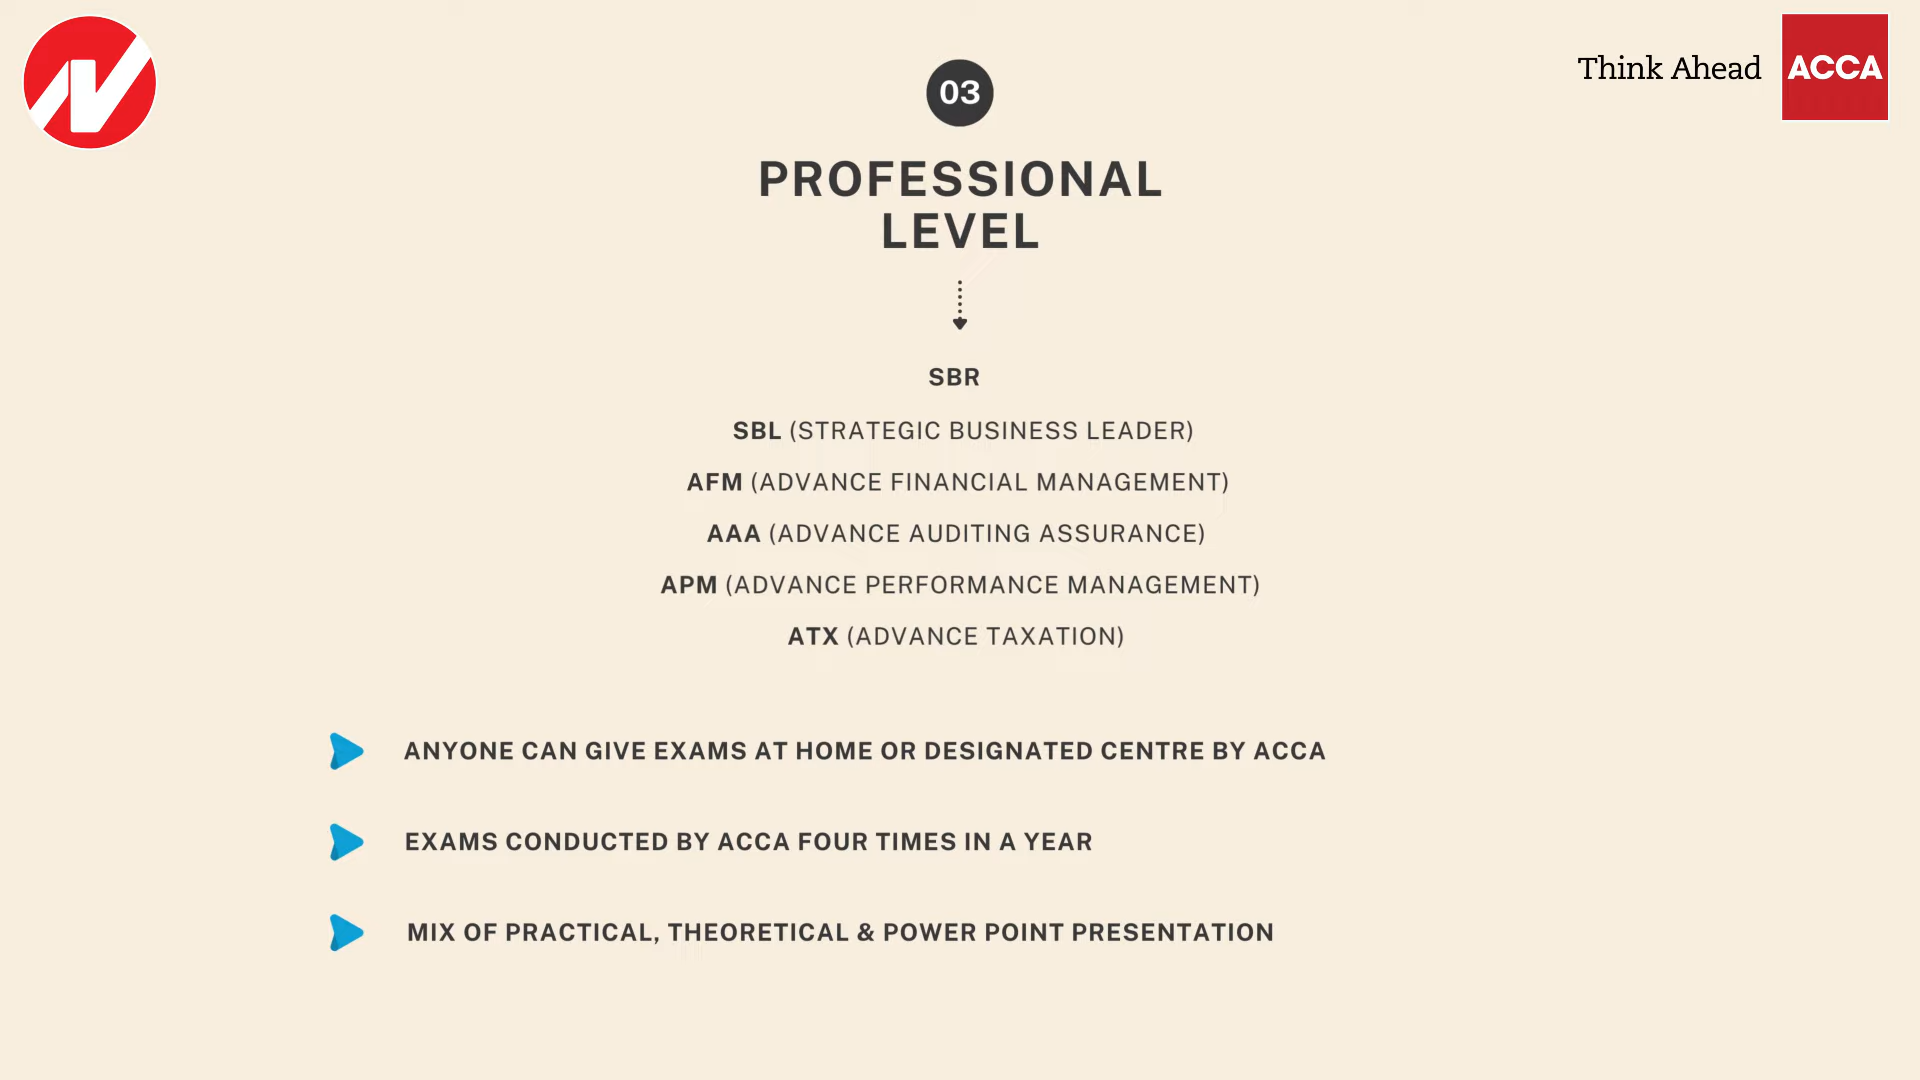 Think Ahead
ACCA
03
PROFESSIONAL
LEVEL
SBR
SBL (STRATEGIC BUSINESS LEADER)
AFM (ADVANCE FINANCIAL MANAGEMENT)
AAA (ADVANCE AUDITING ASSURANCE)
APM (ADVANCE PERFORMANCE MANAGEMENT)
ATX (ADVANCE TAXATION)
ANYONE CAN GIVE EXAMS AT HOME OR DESIGNATED CENTRE BY ACCA
EXAMS CONDUCTED BY ACCA FOUR TIMES IN A YEAR
MIX OF PRACTICAL, THEORETICAL & POWER POINT PRESENTATION